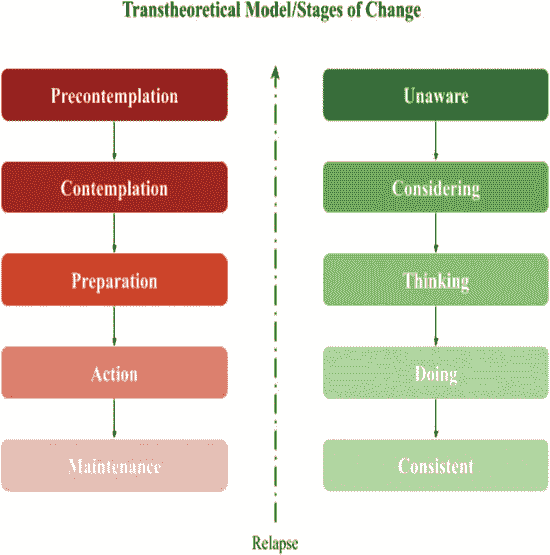 Transtheoretical Model/Stages of Change
Precontemplation
Unaware
Contemplation
Considering
Preparation
Thinking
Action
Doing
Maintenance
Consistent
Relapse